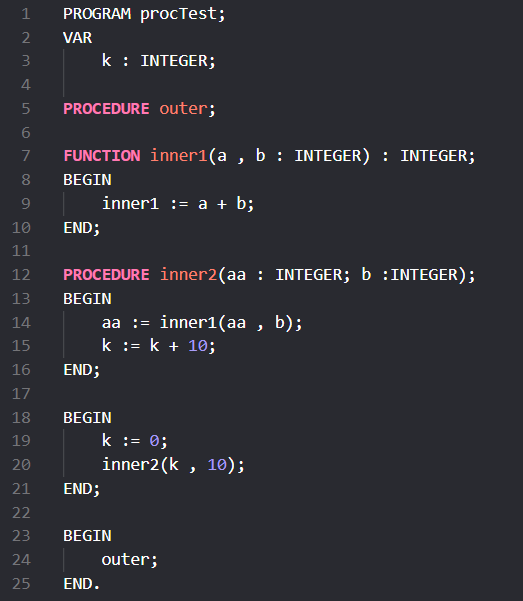 1 PROGRAM procTest;
2 VAR
3     k : INTEGER;
4
5 PROCEDURE outer;
6
7 FUNCTION inner1(a , b : INTEGER) : INTEGER;
8 BEGIN
9     inner1 := a + b;
10 END;
11
12 PROCEDURE inner2(aa : INTEGER; b :INTEGER);
13 BEGIN
14     aa := inner1(aa , b);
15     k := k + 10;
16 END;
17
18 BEGIN
19     k := 0;
20     inner2(k , 10);
21 END;
22
23 BEGIN
24     outer;
25 END.